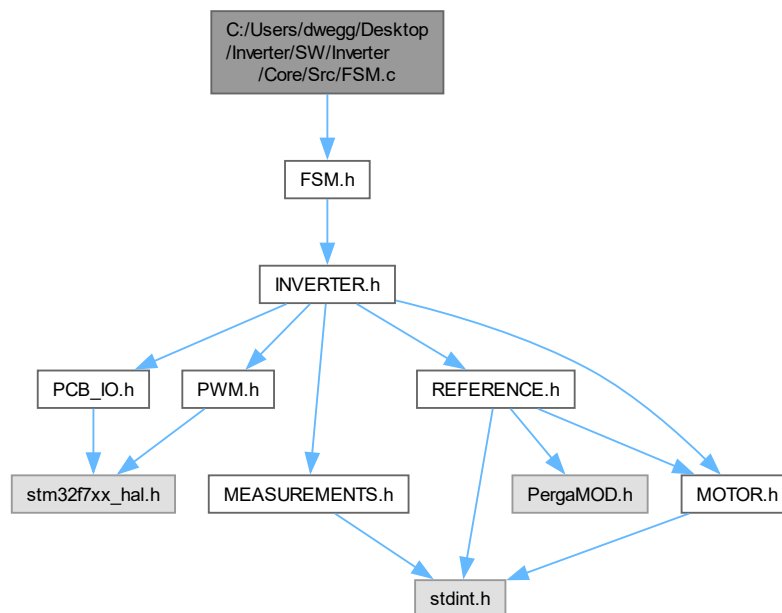 C:/Users/dwegg/Desktop
/Inverter/SW/Inverter
/Core/Src/FSM.c
FSM.h
INVERTER.h
PCB_IO.h
PWM.h
REFERENCE.h
stm32f7xx_hal.h
MEASUREMENTS.h
PergaMOD.h
MOTOR.h
stdint.h